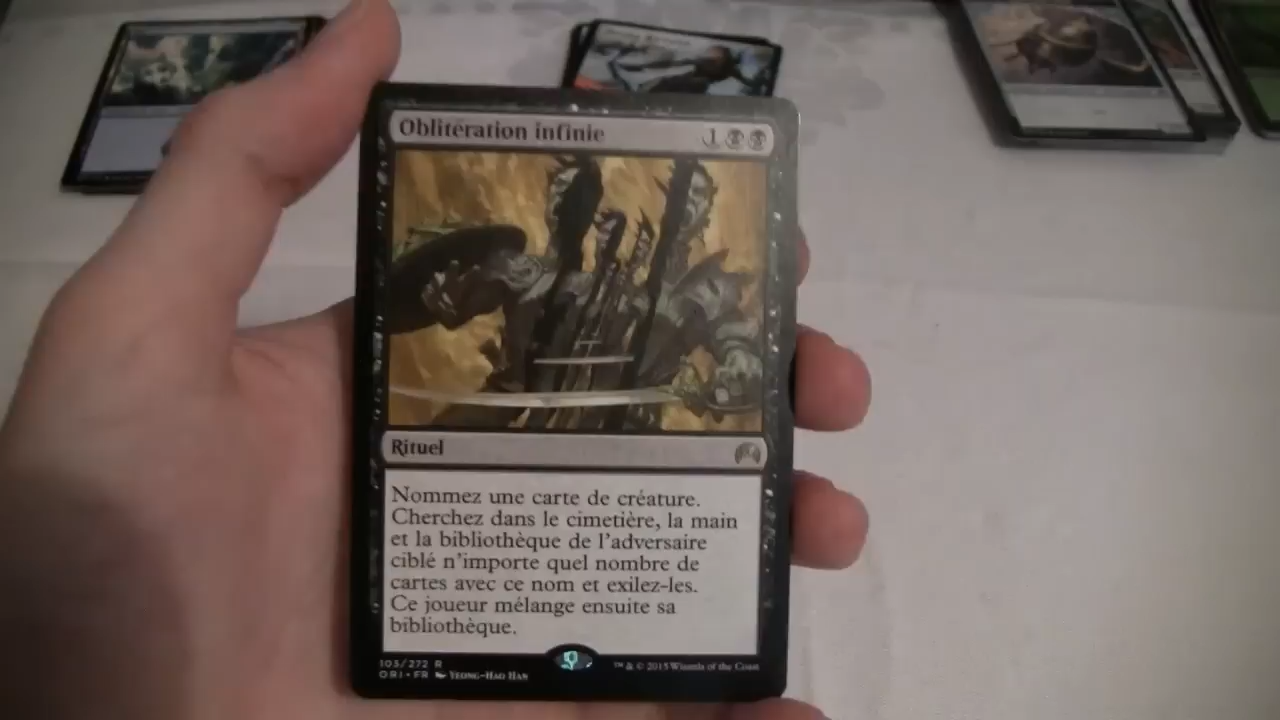 Oblitération infinie 1
Rituel
Nommez une carte de créature.
Cherchez dans le cimetière, la main
et la bibliothèque de l'adversaire
ciblé n'importe quel nombre de
cartes avec ce nom et exilez-les.
Ce joueur mélange ensuite sa
bibliothèque.
103/272 R
ORI • FR Yeong-Hao Han
™ & © 2015 Wizards of the Coast